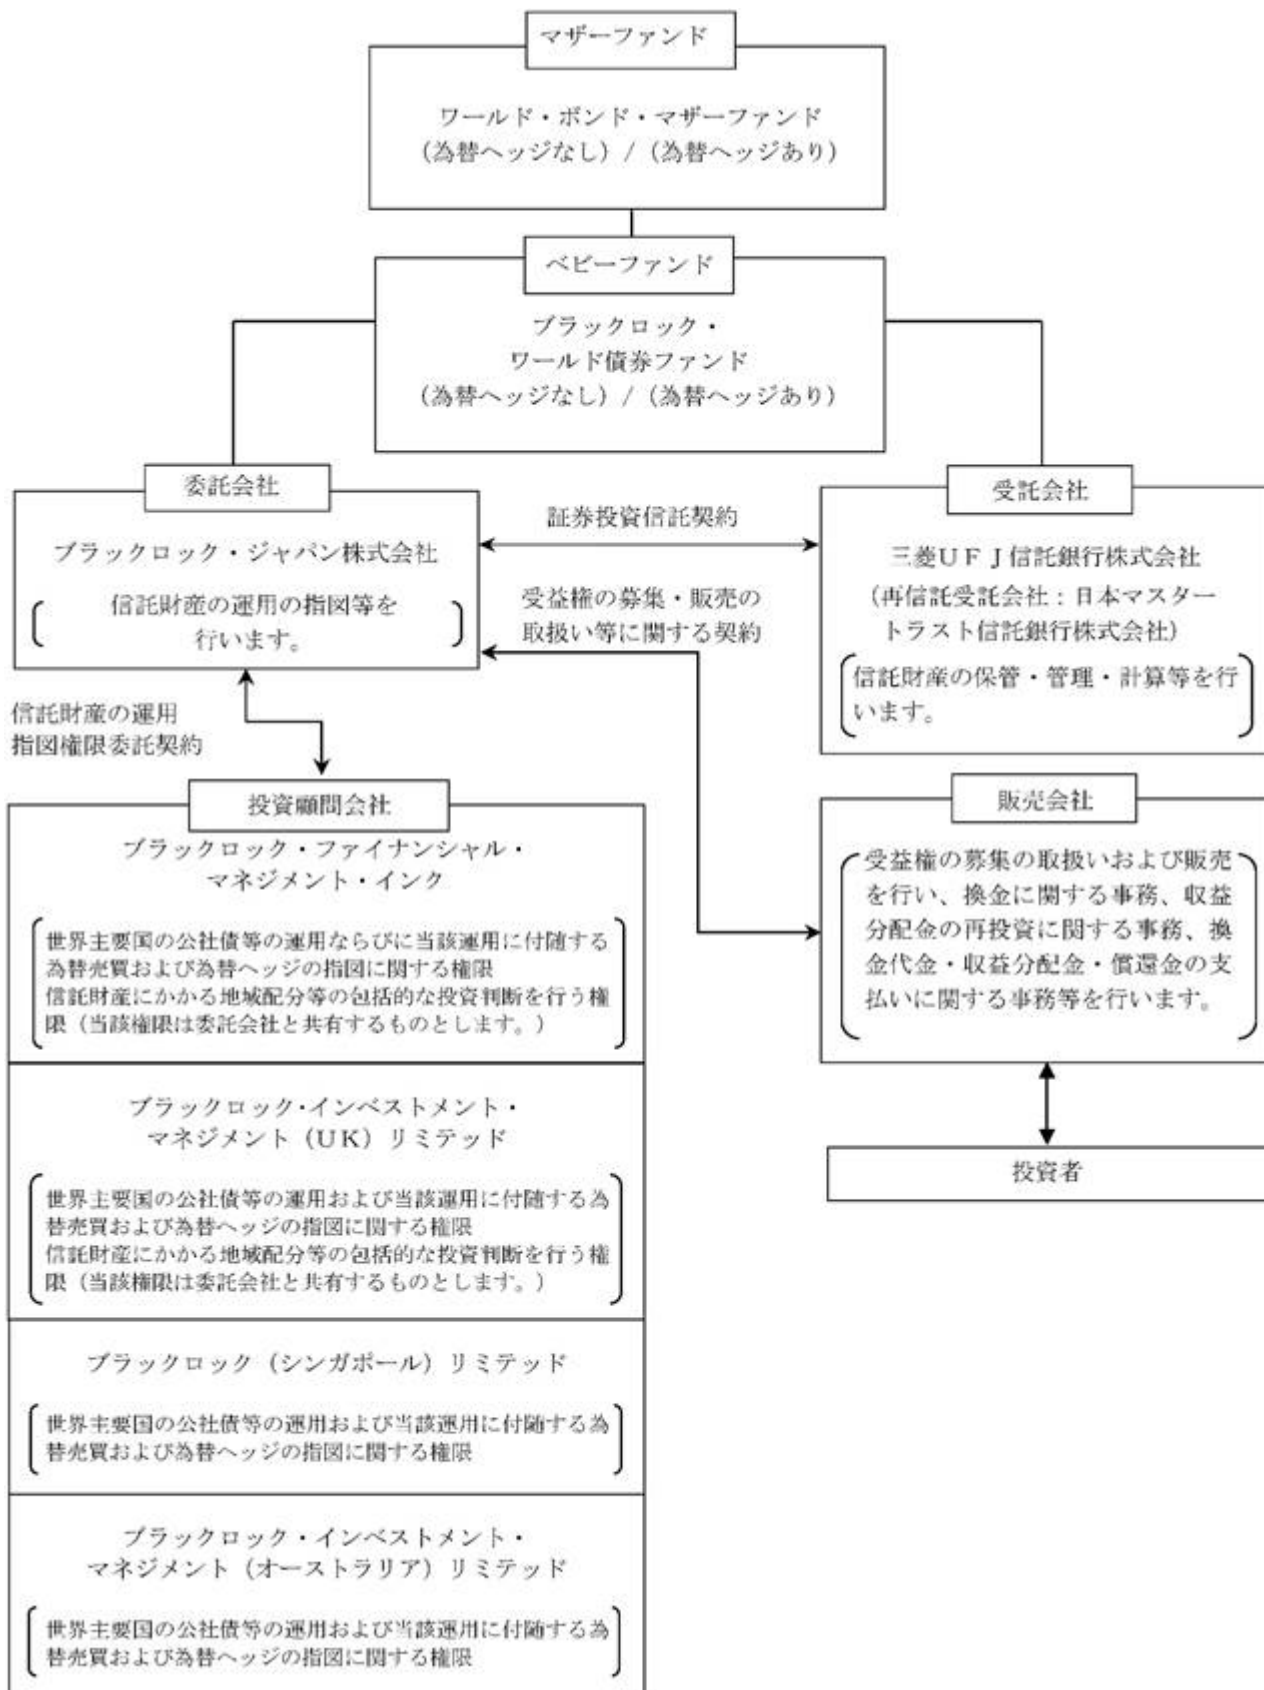 マザーファンド
ワールド・ボンド・マザーファンド
(為替ヘッジなし) / (為替ヘッジあり)
ベビーファンド
ブラックロック・
ワールド債券ファンド
(為替ヘッジなし) / (為替ヘッジあり)
委託会社
ブラックロック・ジャパン株式会社
信託財産の運用の指図等を
行います。
証券投資信託契約
受益権の募集・販売の
取扱い等に関する契約
受託会社
三菱UFJ信託銀行株式会社
(再信託受託会社:日本マスター
トラスト信託銀行株式会社)
信託財産の保管・管理・計算等を行
います。
信託財産の運用
指図権限委託契約
投資顧問会社
ブラックロック・ファイナンシャル・
マネジメント・インク
世界主要国の公社債等の運用ならびに当該運用に付随する
為替売買および為替ヘッジの指図に関する権限
信託財産にかかる地域配分等の包括的な投資判断を行う権
限(当該権限は委託会社と共有するものとします。)
ブラックロック・インベストメント・
マネジメント(UK)リミテッド
世界主要国の公社債等の運用および当該運用に付随する為
替売買および為替ヘッジの指図に関する権限
信託財産にかかる地域配分等の包括的な投資判断を行う権
限(当該権限は委託会社と共有するものとします。)
ブラックロック(シンガポール)リミテッド
世界主要国の公社債等の運用および当該運用に付随する為
替売買および為替ヘッジの指図に関する権限
ブラックロック・インベストメント・
マネジメント(オーストラリア)リミテッド
世界主要国の公社債等の運用および当該運用に付随する為
替売買および為替ヘッジの指図に関する権限
販売会社
受益権の募集の取扱いおよび販売
を行い、換金に関する事務、収益
分配金の再投資に関する事務、換
金代金・収益分配金・償還金の支
払いに関する事務等を行います。
投資者